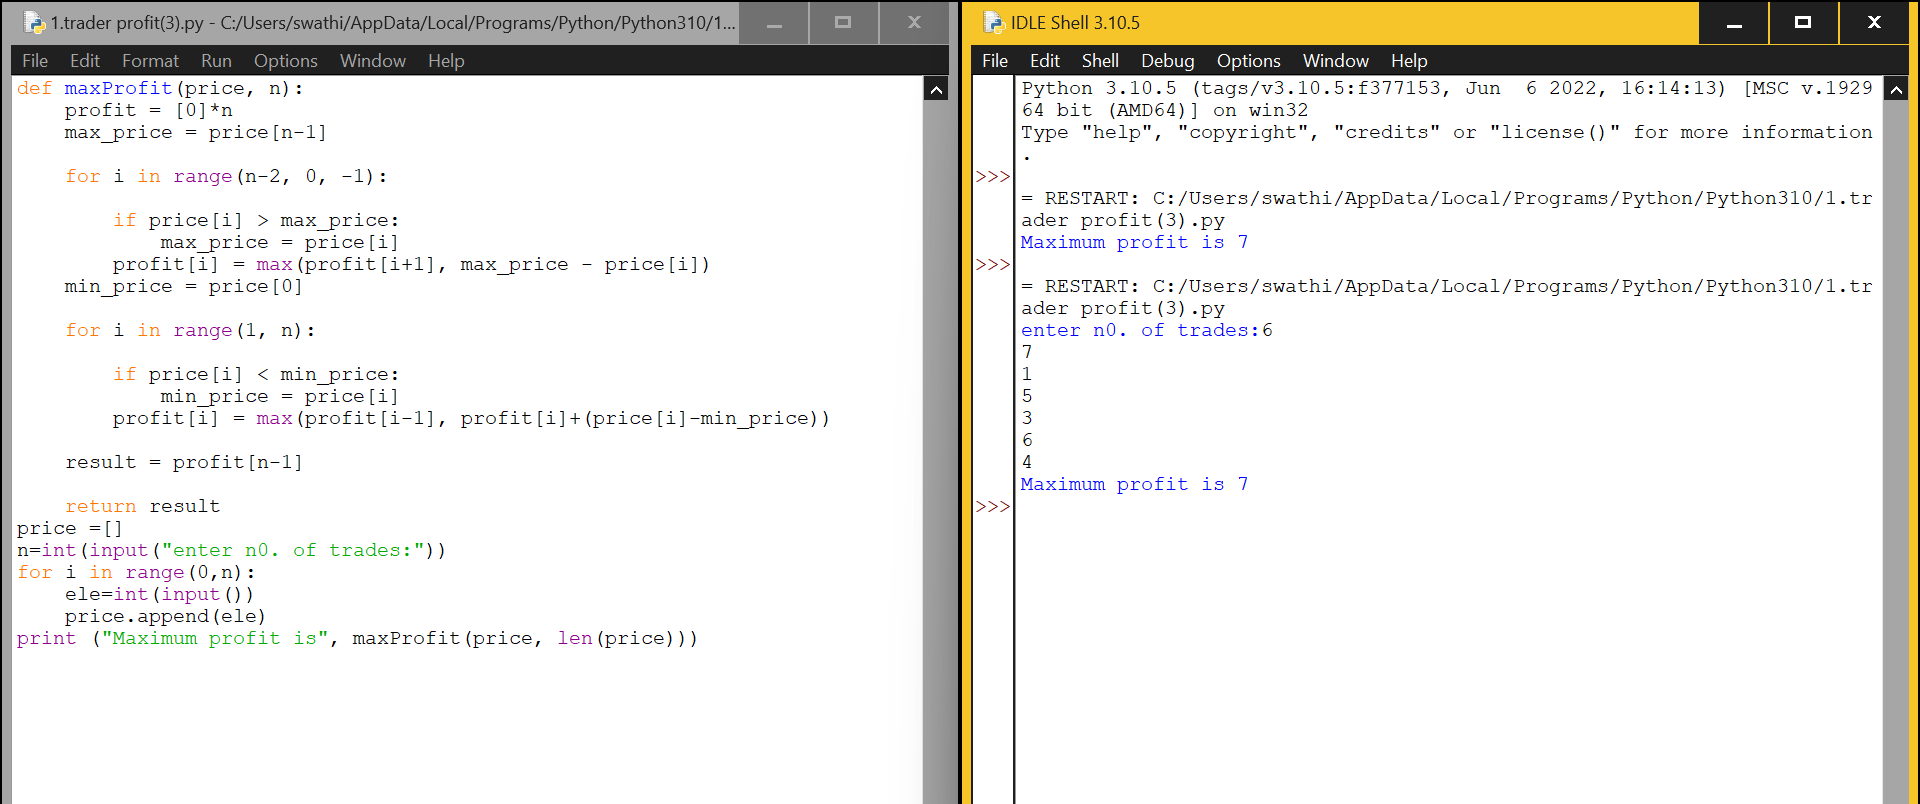 1.trader profit(3).py - C:/Users/swathi/AppData/Local/Programs/Python/Python310/1...
File Edit Format Run Options Window Help
def maxProfit(price, n):
    profit = [0]*n
    max_price = price[n-1]
    for i in range(n-2, 0, -1):
        if price[i] > max_price:
            max_price = price[i]
        profit[i] = max(profit[i+1], max_price - price[i])
    min_price = price[0]
    for i in range(1, n):
        if price[i] < min_price:
            min_price = price[i]
        profit[i] = max(profit[i-1], profit[i]+(price[i]-min_price))
    result = profit[n-1]
    return result
price =[]
n=int(input("enter n0. of trades:"))
for i in range(0,n):
    ele=int(input())
    price.append(ele)
print ("Maximum profit is", maxProfit(price, len(price)))
IDLE Shell 3.10.5
File Edit Shell Debug Options Window Help
Python 3.10.5 (tags/v3.10.5:f377153, Jun  6 2022, 16:14:13) [MSC v.1929
64 bit (AMD64)] on win32
Type "help", "copyright", "credits" or "license()" for more information
.
>>>
= RESTART: C:/Users/swathi/AppData/Local/Programs/Python/Python310/1.tr
ader profit(3).py
Maximum profit is 7
>>>
= RESTART: C:/Users/swathi/AppData/Local/Programs/Python/Python310/1.tr
ader profit(3).py
enter n0. of trades:6
7
1
5
3
6
4
Maximum profit is 7
>>>